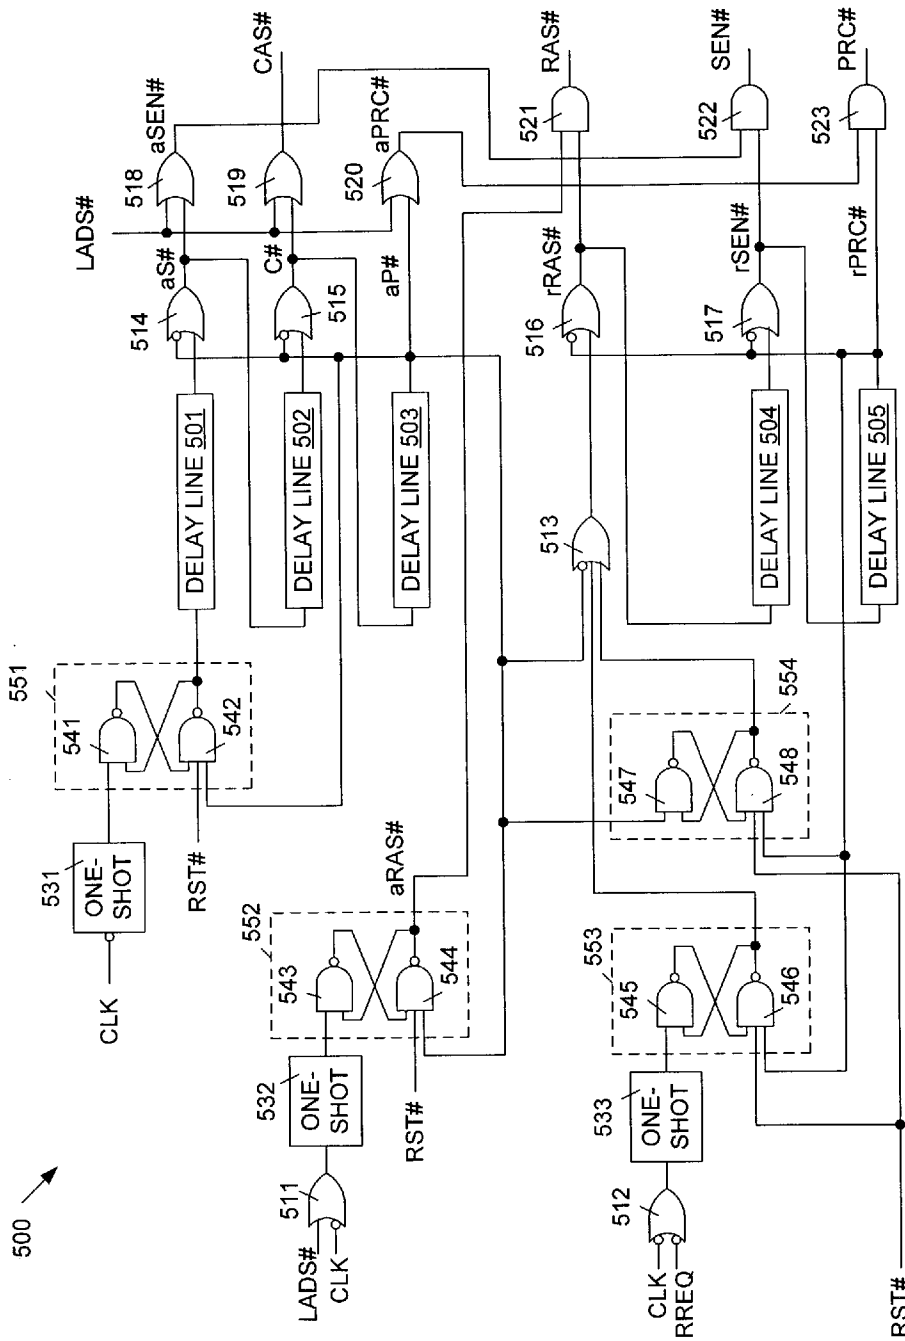 500
CLK
531
ONE-SHOT
RST#
551
541
542
DELAY LINE 501
DELAY LINE 502
DELAY LINE 503
514
aS#
515
C#
aP#
LADS#
518
aSEN#
519
CAS#
520
aPRC#
LADS#
CLK
511
532
ONE-SHOT
RST#
552
543
544
aRAS#
521
RAS#
CLK
RREQ
512
533
ONE-SHOT
553
545
546
547
548
554
513
516
rRAS#
DELAY LINE 504
517
rSEN#
522
SEN#
DELAY LINE 505
rPRC#
523
PRC#
RST#